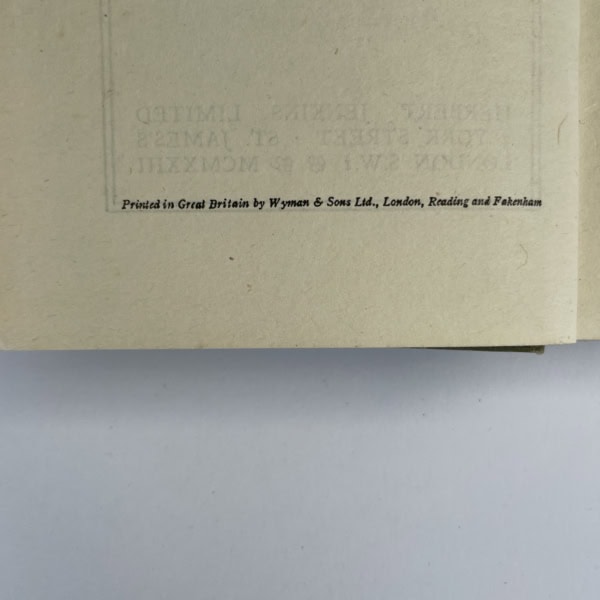 HERBERT JENKINS LIMITED
YORK STREET ST. JAMES'S
LONDON S.W.1 MCMXXIII,
Printed in Great Britain by Wyman & Sons Ltd., London, Reading and Fakenham